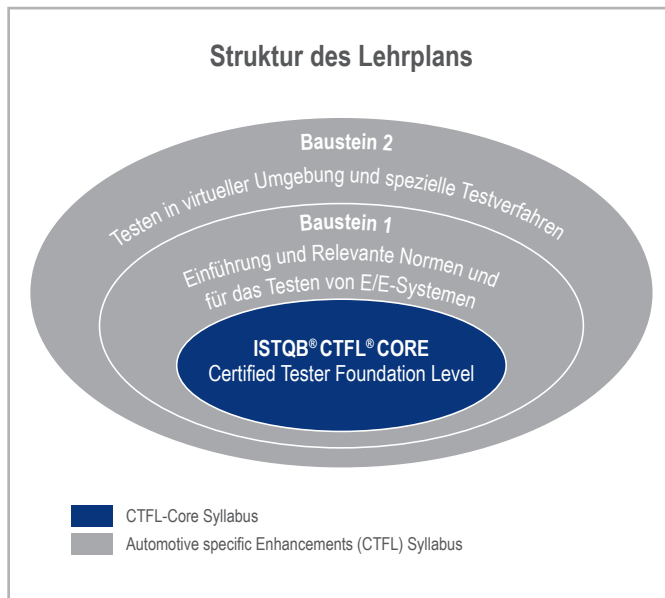 Struktur des Lehrplans
Baustein 2
Testen in virtueller Umgebung und spezielle Testverfahren
Baustein 1
Einführung und Relevante Normen und
für das Testen von E/E-Systemen
ISTQB® CTFL® CORE
Certified Tester Foundation Level
CTFL-Core Syllabus
Automotive specific Enhancements (CTFL) Syllabus